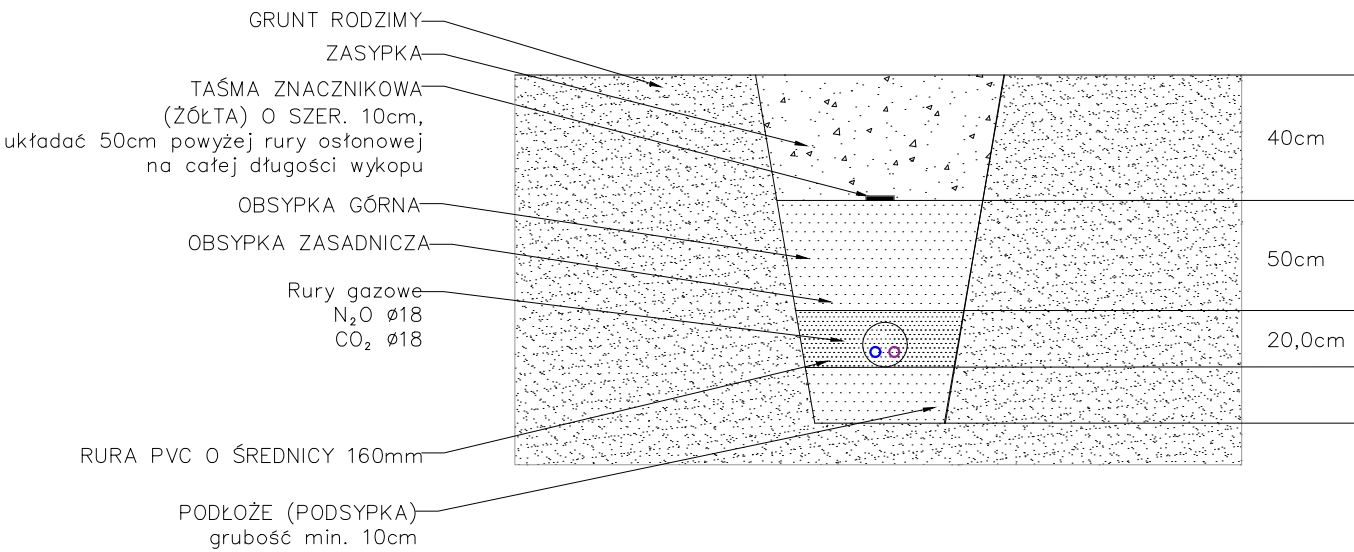 GRUNT RODZIMY
ZASYPKA
TAŚMA ZNACZNIKOWA
(ŻÓŁTA) O SZER. 10cm,
układać 50cm powyżej rury osłonowej
na całej długości wykopu
OBSYPKA GÓRNA
OBSYPKA ZASADNICZA
Rury gazowe
N₂O ø18
CO₂ ø18
RURA PVC O ŚREDNICY 160mm
PODŁOŻE (PODSYPKA)
grubość min. 10cm
40cm
50cm
20,0cm